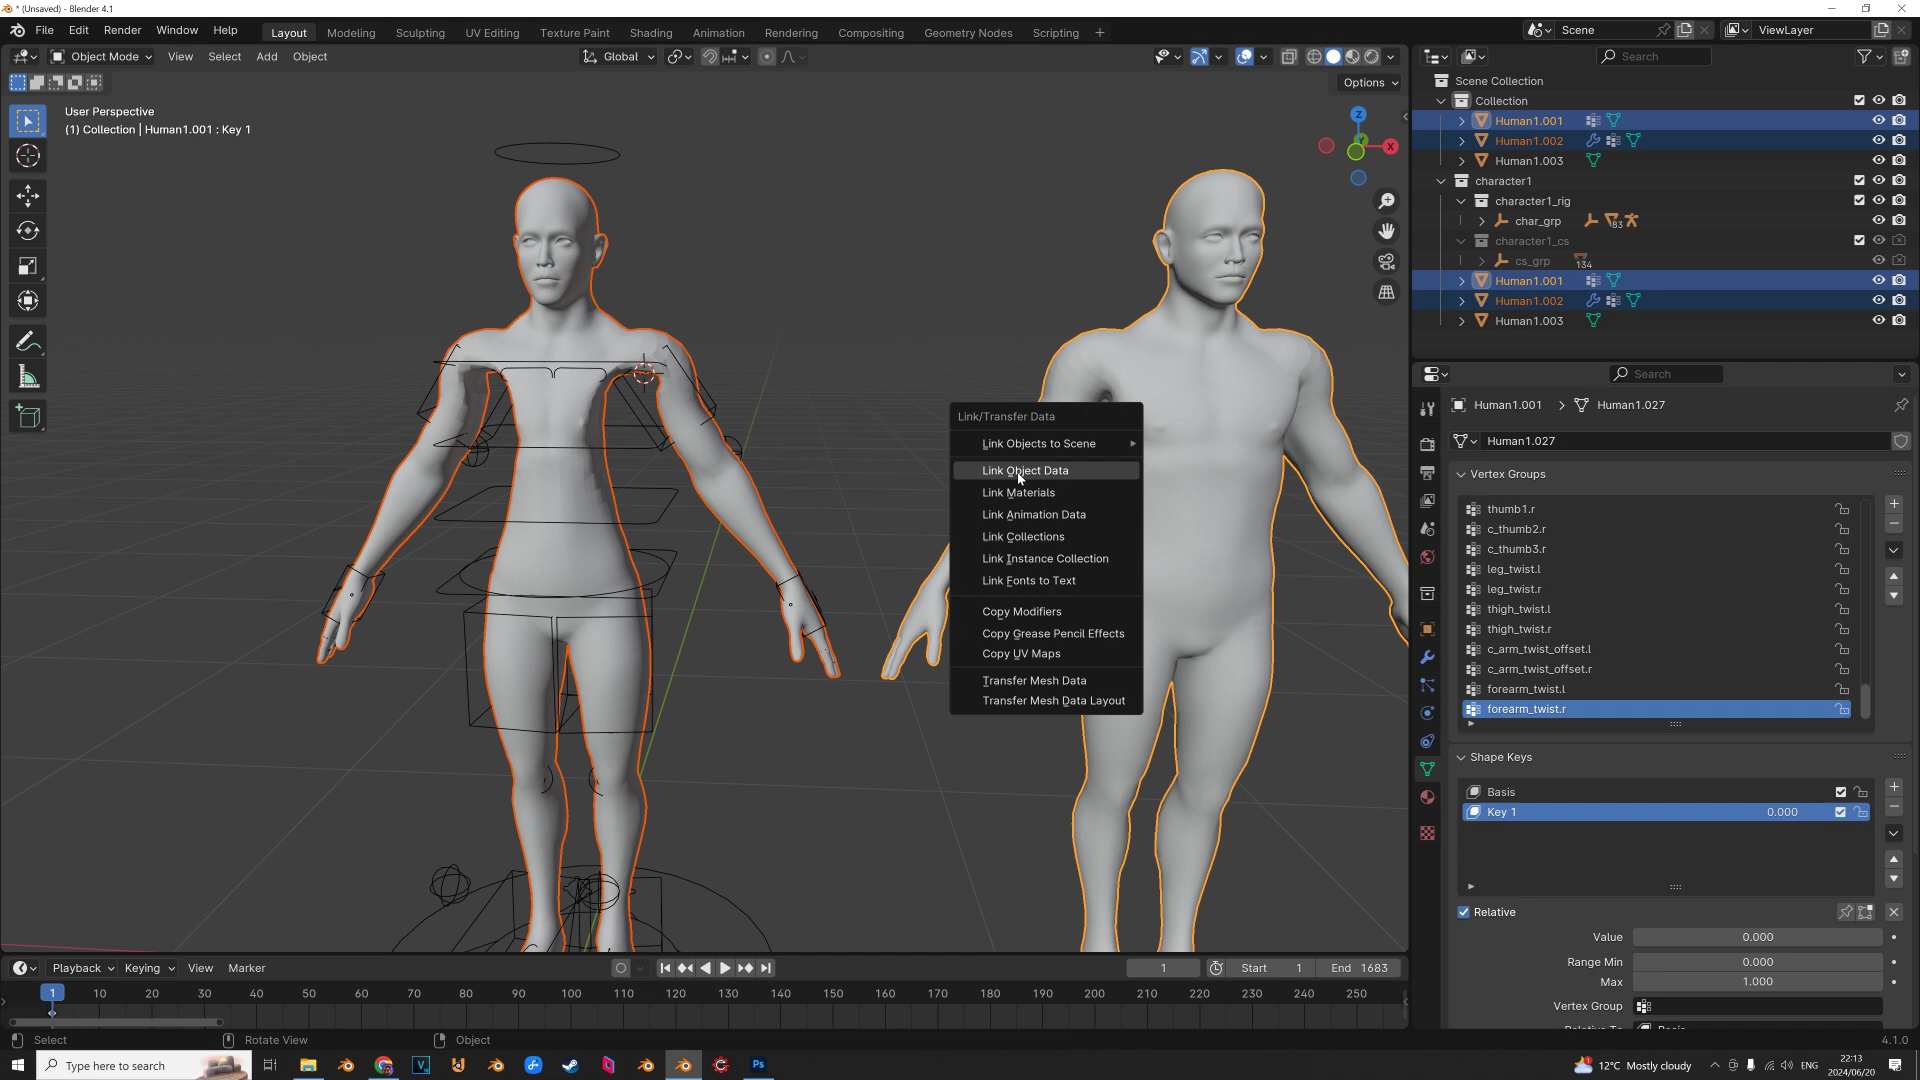 * (Unsaved) - Blender 4.1
File Edit Render Window Help
Layout Modeling Sculpting UV Editing Texture Paint Shading Animation Rendering Compositing Geometry Nodes Scripting +
Scene
ViewLayer
Object Mode View Select Add Object
Global
Search
Options
User Perspective
(1) Collection | Human1.001 : Key 1
Z
Y
X
Scene Collection
Collection
Human1.001
Human1.002
Human1.003
character1
character1_rig
char_grp
83
character1_cs
cs_grp
134
Human1.001
Human1.002
Human1.003
Link/Transfer Data
Link Objects to Scene
Link Object Data
Link Materials
Link Animation Data
Link Collections
Link Instance Collection
Link Fonts to Text
Copy Modifiers
Copy Grease Pencil Effects
Copy UV Maps
Transfer Mesh Data
Transfer Mesh Data Layout
Search
Human1.001 > Human1.027
Human1.027
Vertex Groups
thumb1.r
c_thumb2.r
c_thumb3.r
leg_twist.l
leg_twist.r
thigh_twist.l
thigh_twist.r
c_arm_twist_offset.l
c_arm_twist_offset.r
forearm_twist.l
forearm_twist.r
Shape Keys
Basis
Key 1 0.000
Relative
Value 0.000
Range Min 0.000
Max 1.000
Vertex Group
Playback Keying View Marker
1
Start 1
End 1683
1 10 20 30 40 50 60 70 80 90 100 110 120 130 140 150 160 170 180 190 200 210 220 230 240 250
Select
Rotate View
Object
4.1.0
Type here to search
12°C Mostly cloudy
ENG
22:13
2024/06/20